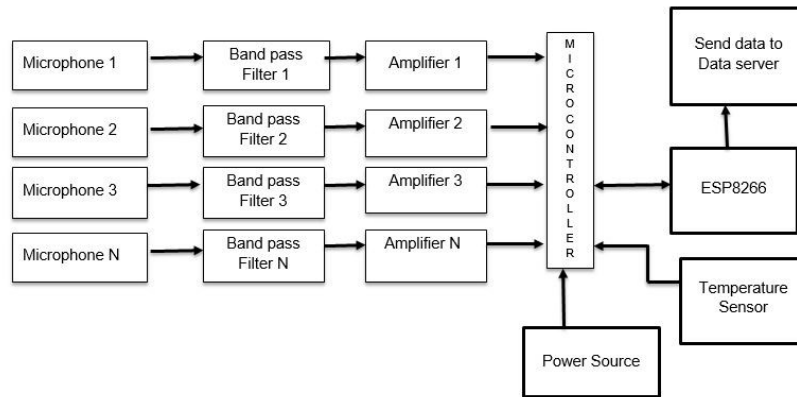 Microphone 1
Band pass
Filter 1
Amplifier 1
Microphone 2
Band pass
Filter 2
Amplifier 2
Microphone 3
Band pass
Filter 3
Amplifier 3
Microphone N
Band pass
Filter N
Amplifier N
MICROCONTROLLER
Send data to
Data server
ESP8266
Temperature
Sensor
Power Source